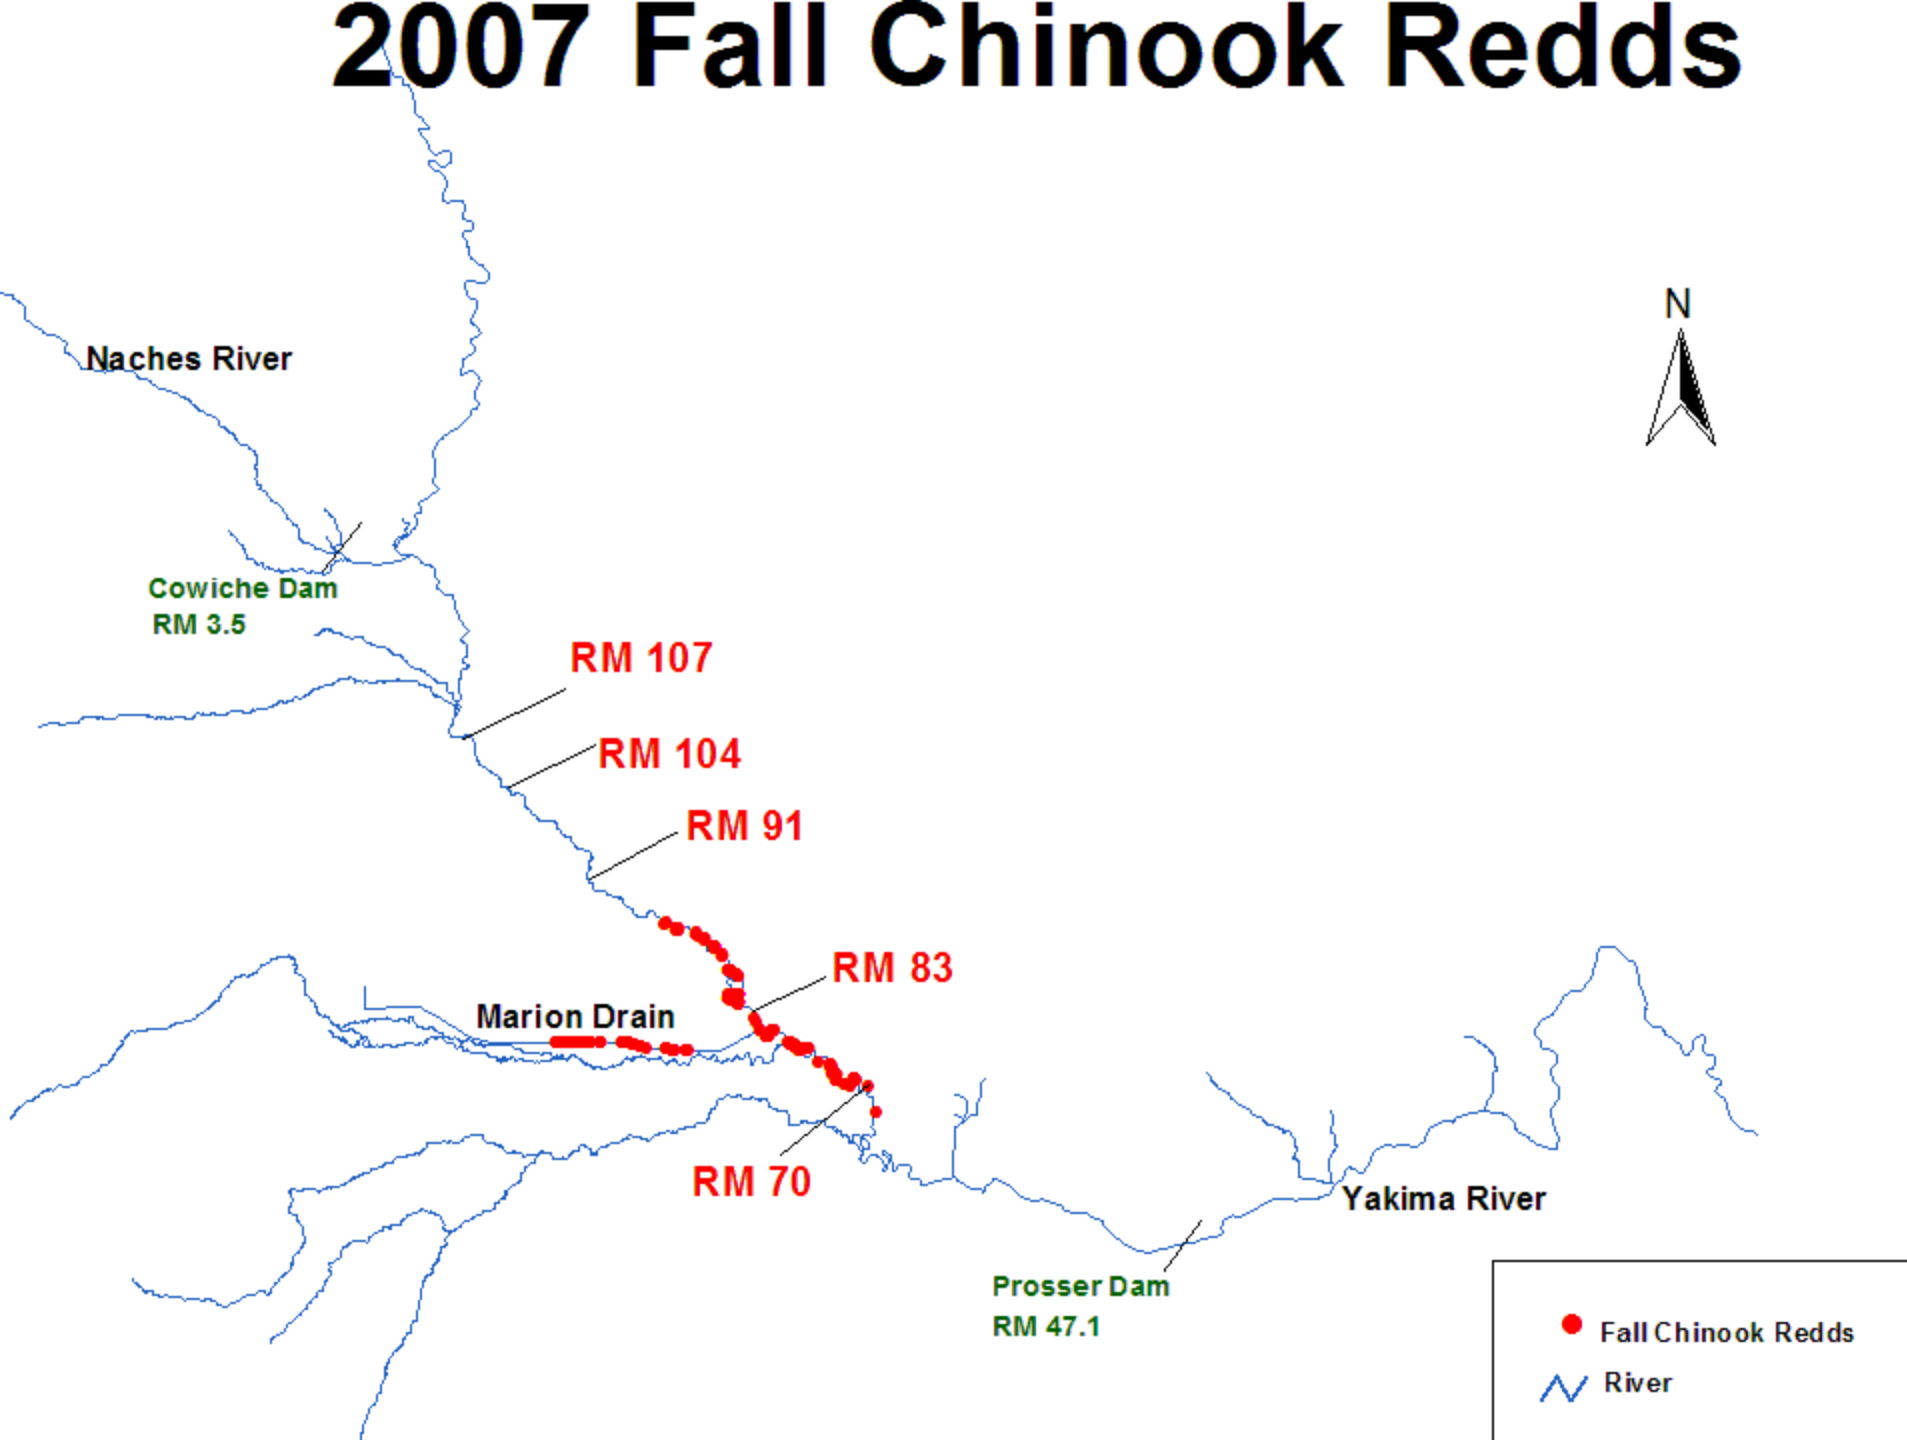 2007 Fall Chinook Redds
N
Naches River
Cowiche Dam
RM 3.5
RM 107
RM 104
RM 91
RM 83
Marion Drain
RM 70
Yakima River
Prosser Dam
RM 47.1
Fall Chinook Redds
River